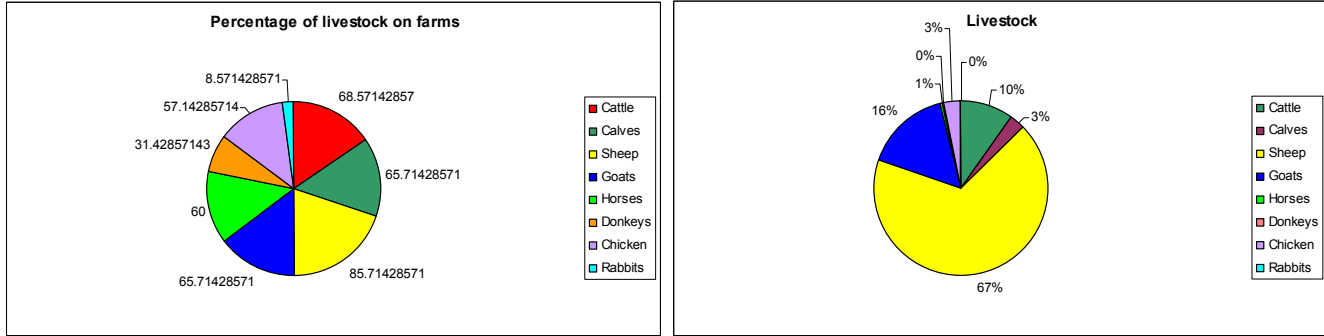 Percentage of livestock on farms
8.571428571
68.57142857
57.14285714
31.42857143
65.71428571
60
65.71428571
85.71428571
Cattle
Calves
Sheep
Goats
Horses
Donkeys
Chicken
Rabbits
Livestock
3%
0%
0%
1%
10%
16%
3%
67%
Cattle
Calves
Sheep
Goats
Horses
Donkeys
Chicken
Rabbits